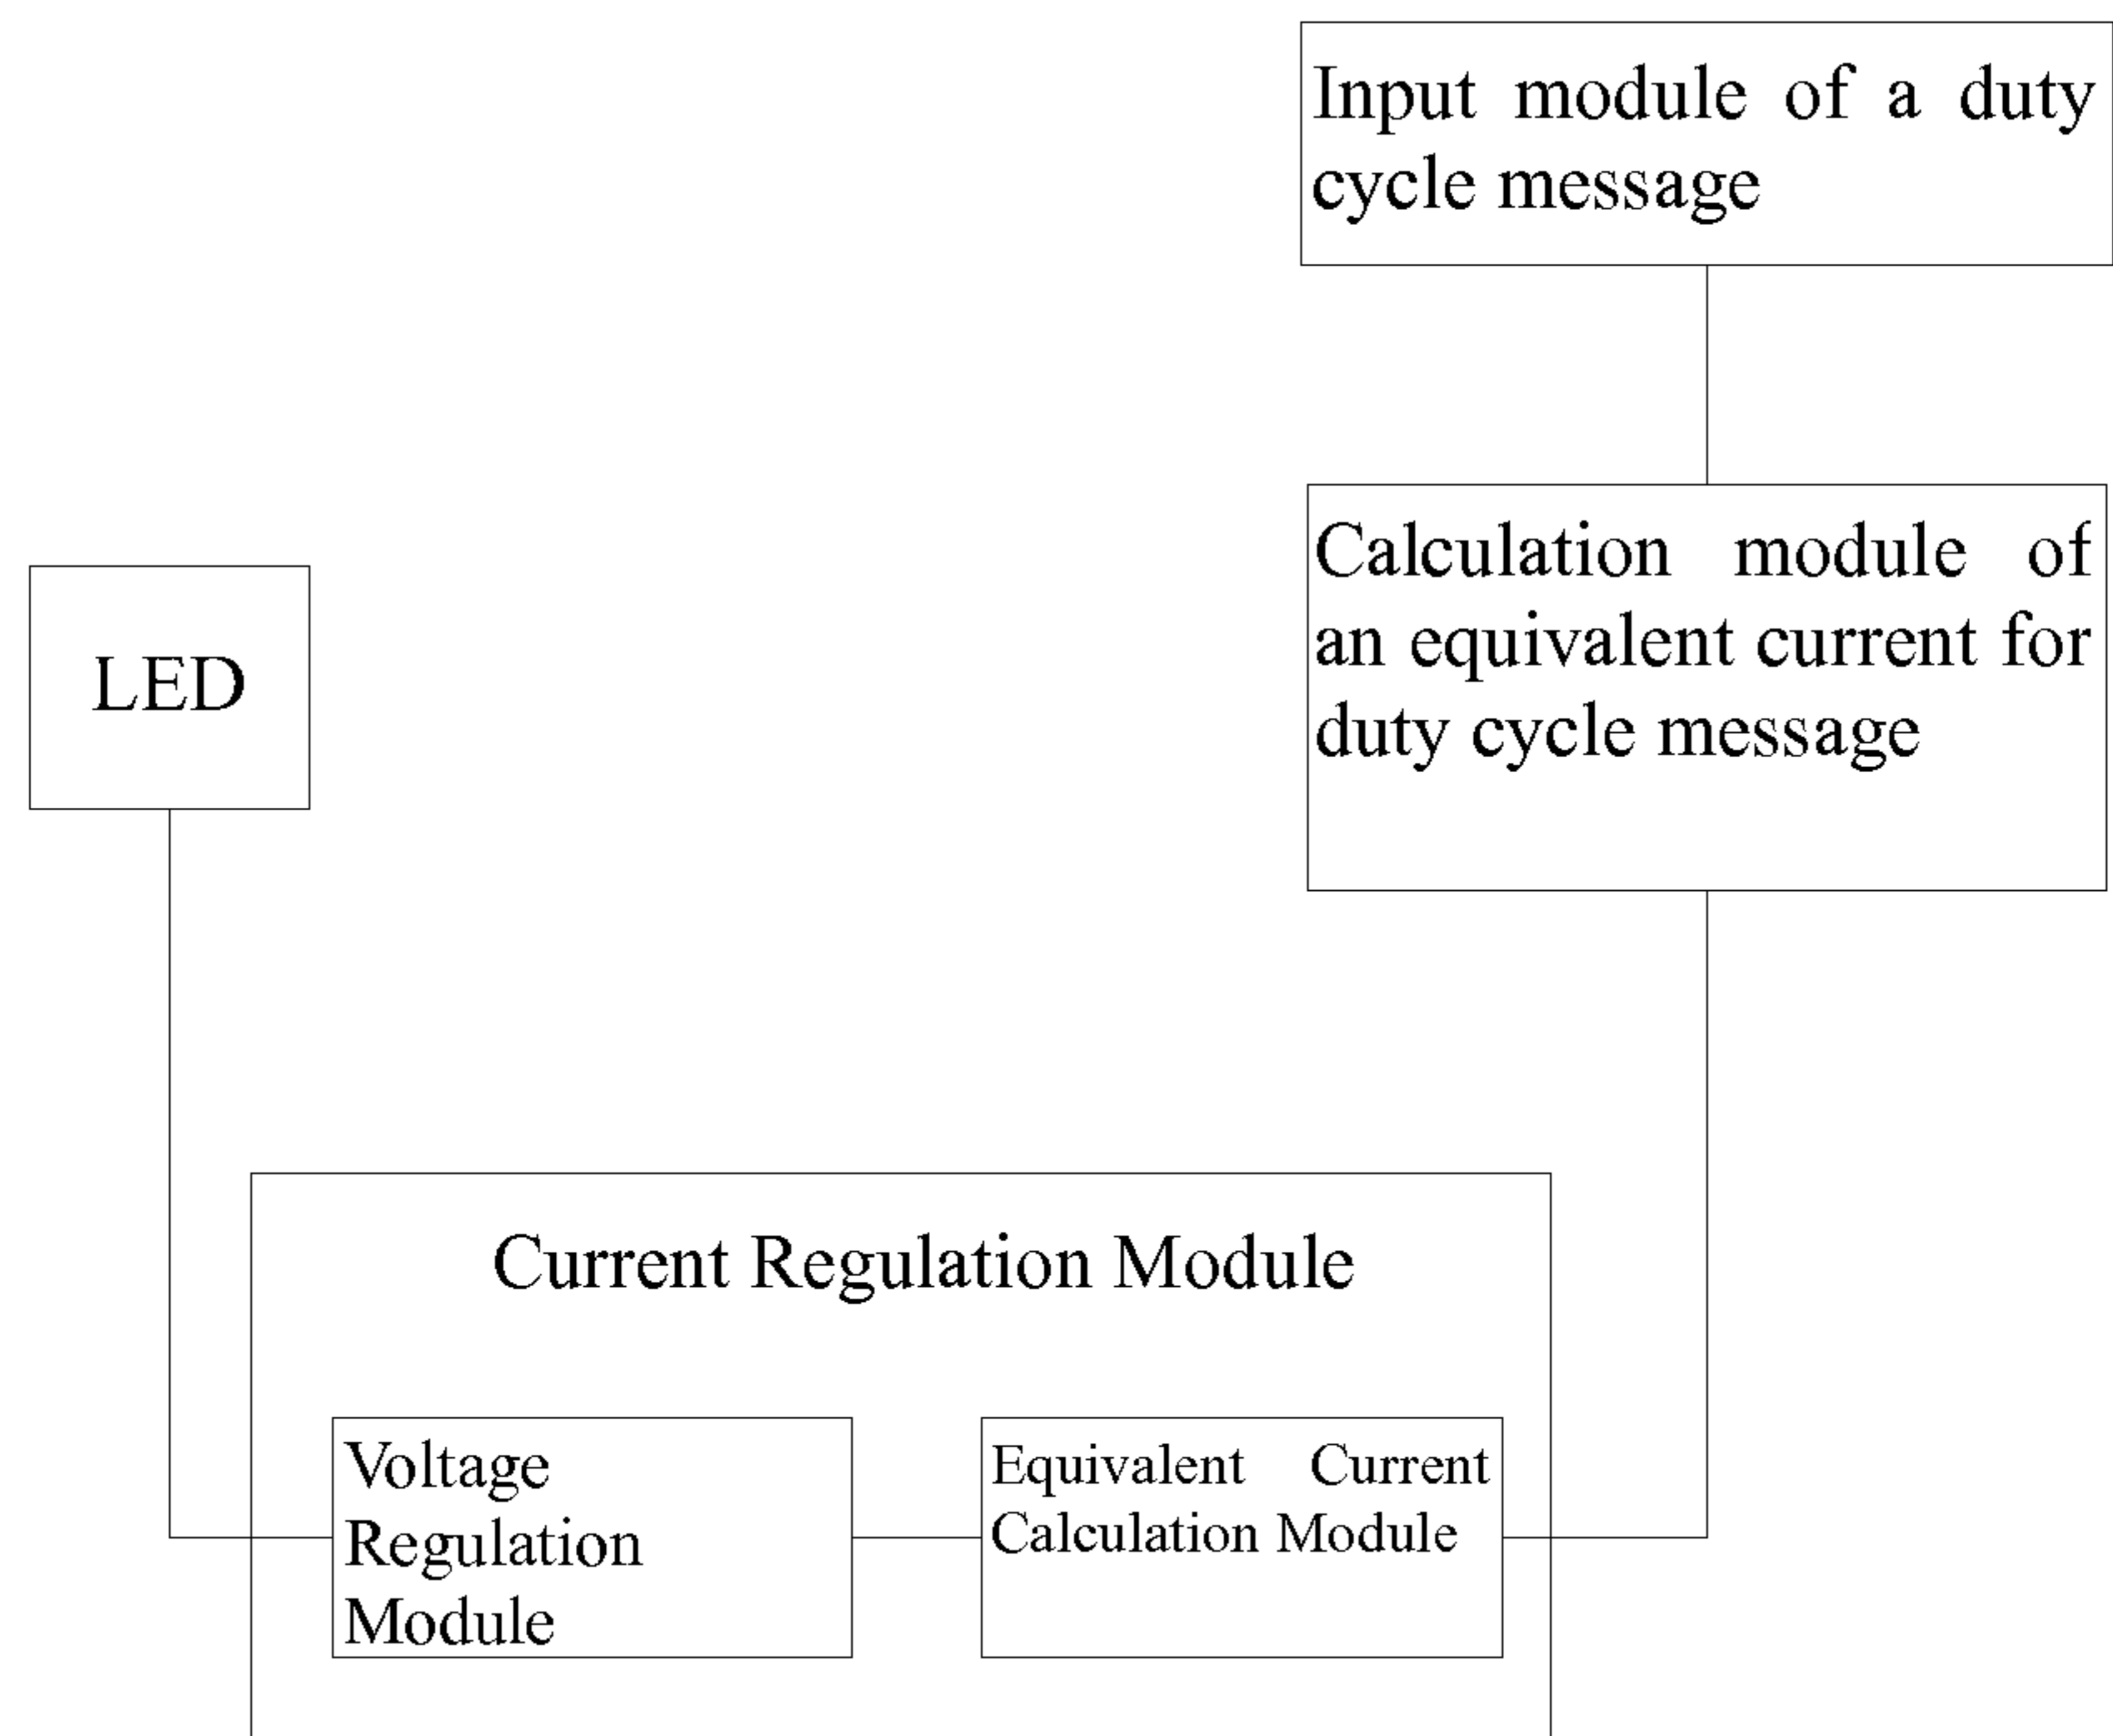 Input module of a duty
cycle message
Calculation module of
an equivalent current for
duty cycle message
LED
Current Regulation Module
Voltage
Regulation
Module
Equivalent Current
Calculation Module